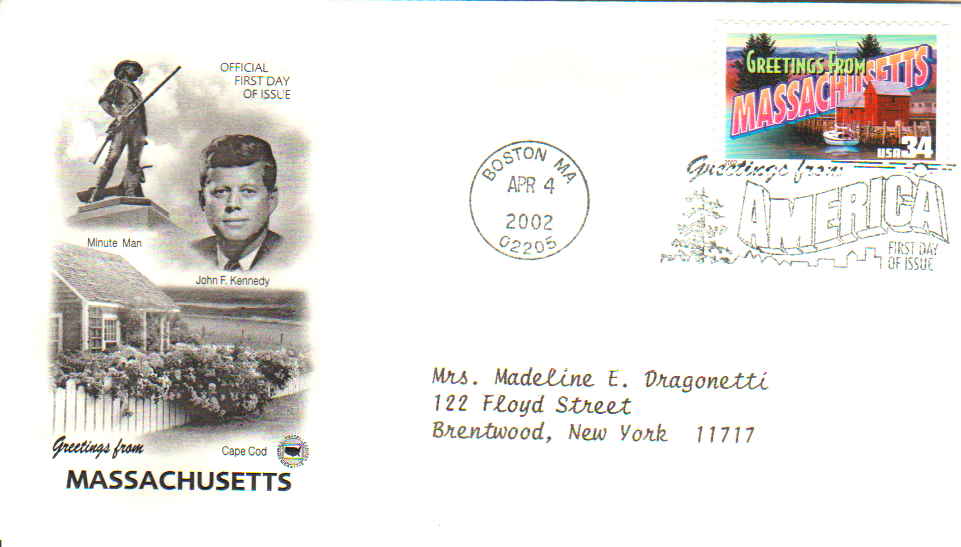 OFFICIAL
FIRST DAY
OF ISSUE
Minute Man
John F. Kennedy
Cape Cod
Greetings from
MASSACHUSETTS
BOSTON MA
APR 4
2002
02205
GREETINGS FROM
MASSACHUSETTS
USA 34
Greetings from
AMERICA
FIRST DAY
OF ISSUE
Mrs. Madeline E. Dragonetti
122 Floyd Street
Brentwood, New York 11717